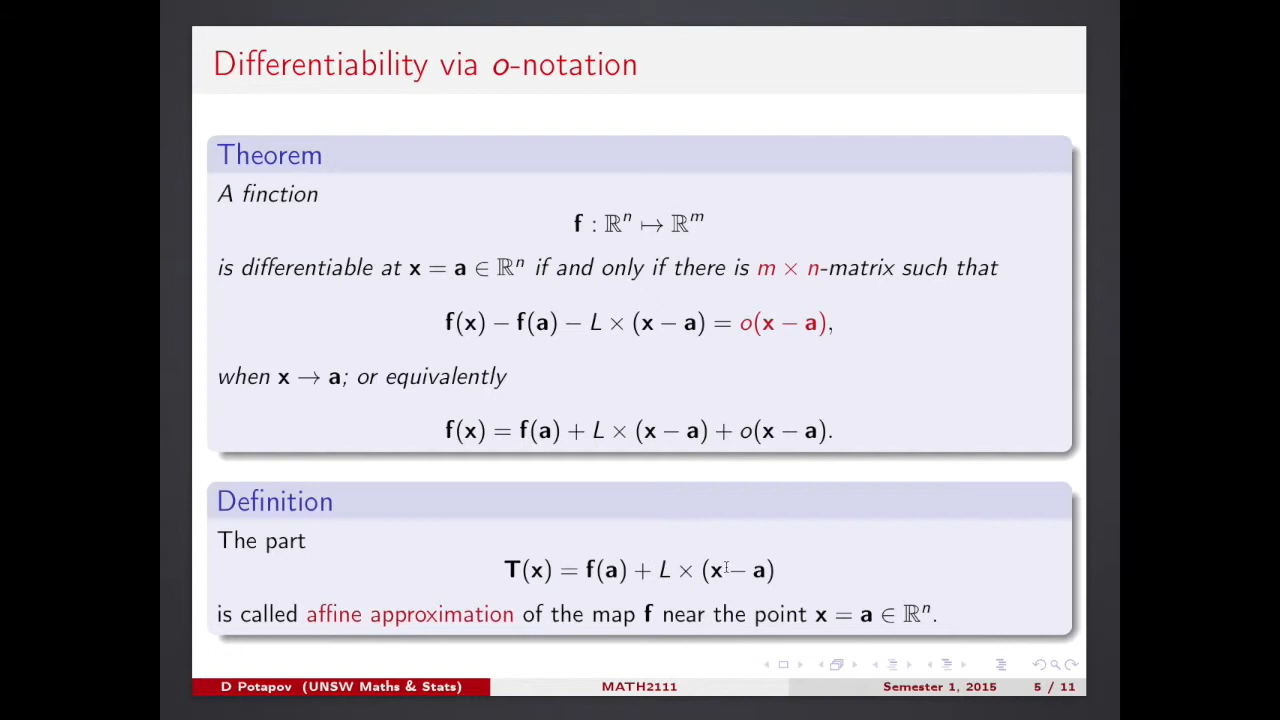 Differentiability via o-notation
Theorem
A finction
f : ℝⁿ ↦ ℝᵐ
is differentiable at x = a ∈ ℝⁿ if and only if there is m × n-matrix such that
f(x) − f(a) − L × (x − a) = o(x − a),
when x → a; or equivalently
f(x) = f(a) + L × (x − a) + o(x − a).
Definition
The part
T(x) = f(a) + L × (x − a)
is called affine approximation of the map f near the point x = a ∈ ℝⁿ.
D Potapov (UNSW Maths & Stats) MATH2111 Semester 1, 2015 5 / 11